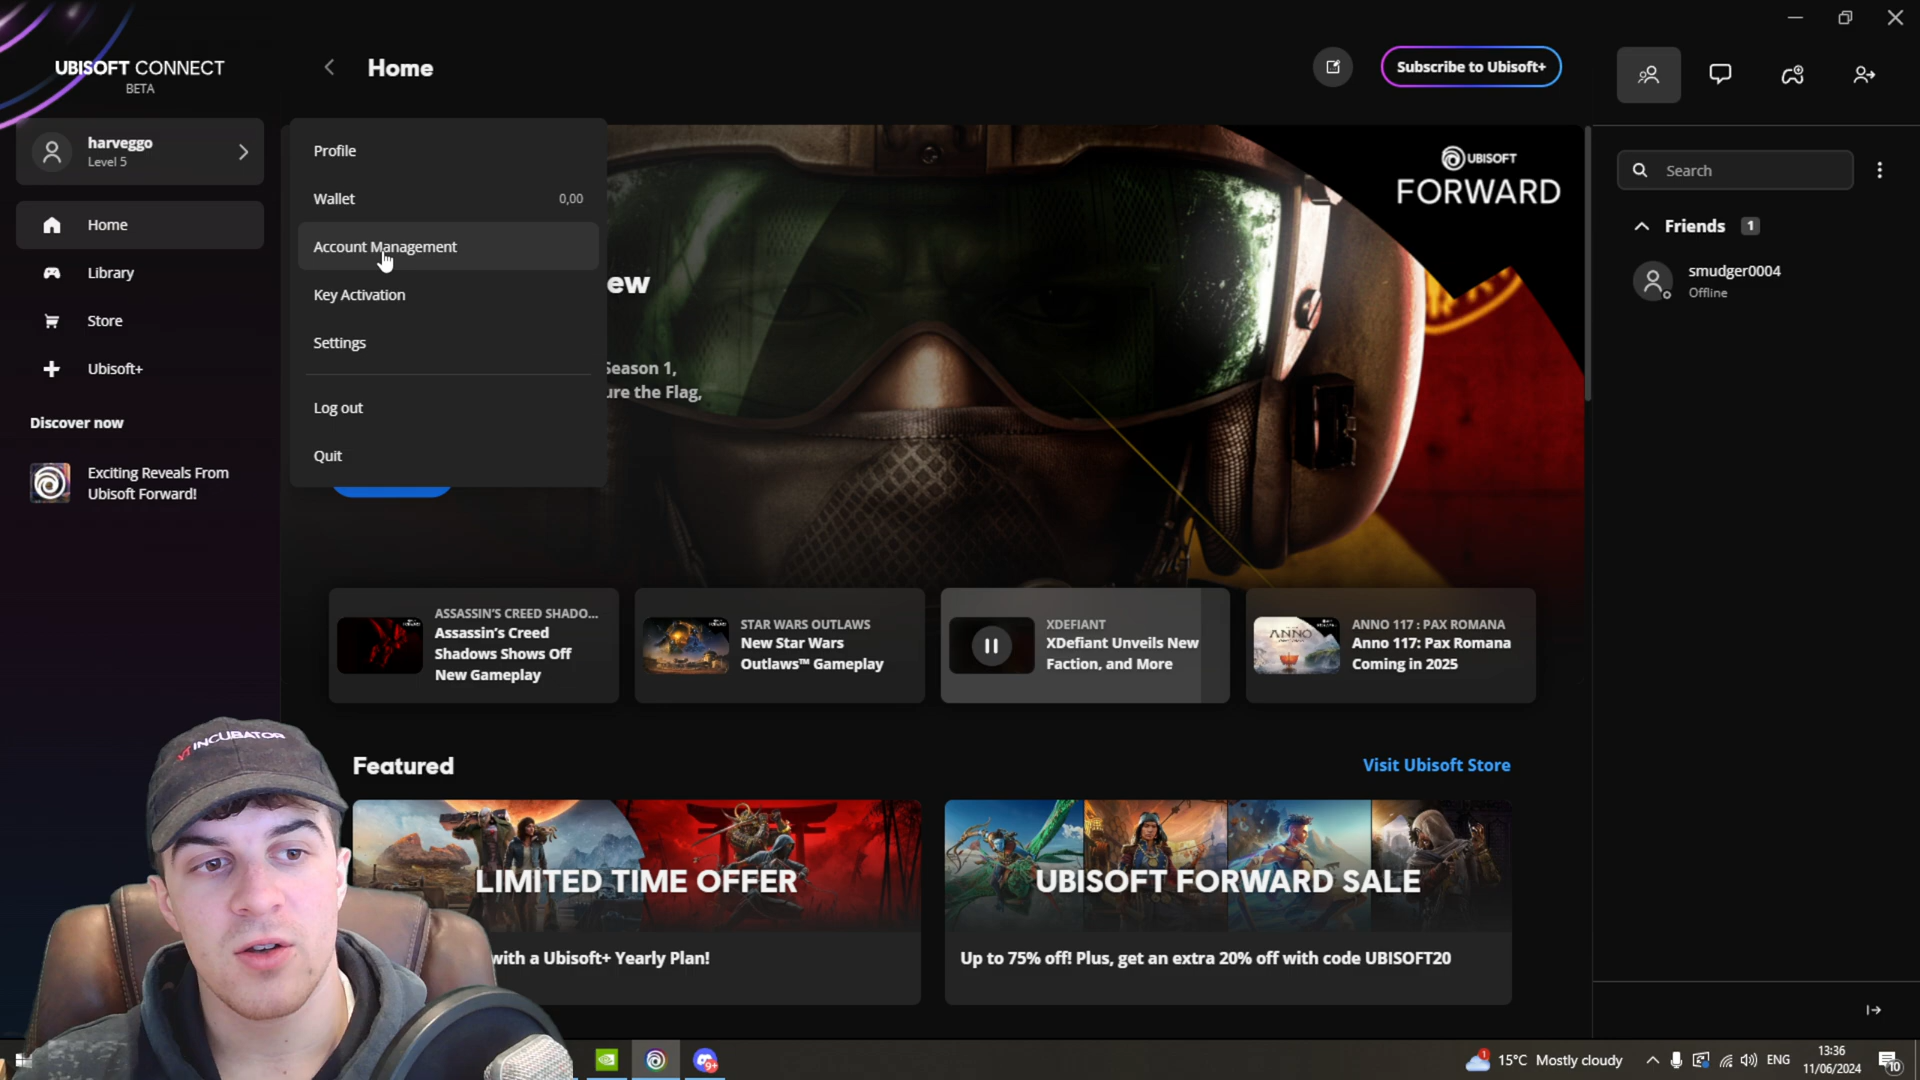 UBISOFT CONNECT
BETA
Home
Subscribe to Ubisoft+
harveggo
Level 5
Home
Library
Store
Ubisoft+
Discover now
Exciting Reveals From
Ubisoft Forward!
Profile
Wallet 0,00
Account Management
Key Activation
Settings
Log out
Quit
ew
Season 1,
ure the Flag,
UBISOFT
FORWARD
Search
Friends 1
smudger0004
Offline
ASSASSIN'S CREED SHADO...
Assassin's Creed
Shadows Shows Off
New Gameplay
STAR WARS OUTLAWS
New Star Wars
Outlaws™ Gameplay
XDEFIANT
XDefiant Unveils New
Faction, and More
ANNO
ANNO 117 : PAX ROMANA
Anno 117: Pax Romana
Coming in 2025
Featured
Visit Ubisoft Store
LIMITED TIME OFFER
with a Ubisoft+ Yearly Plan!
UBISOFT FORWARD SALE
Up to 75% off! Plus, get an extra 20% off with code UBISOFT20
YT INCUBATOR
9+
1
15°C Mostly cloudy
ENG
13:36
11/06/2024
10